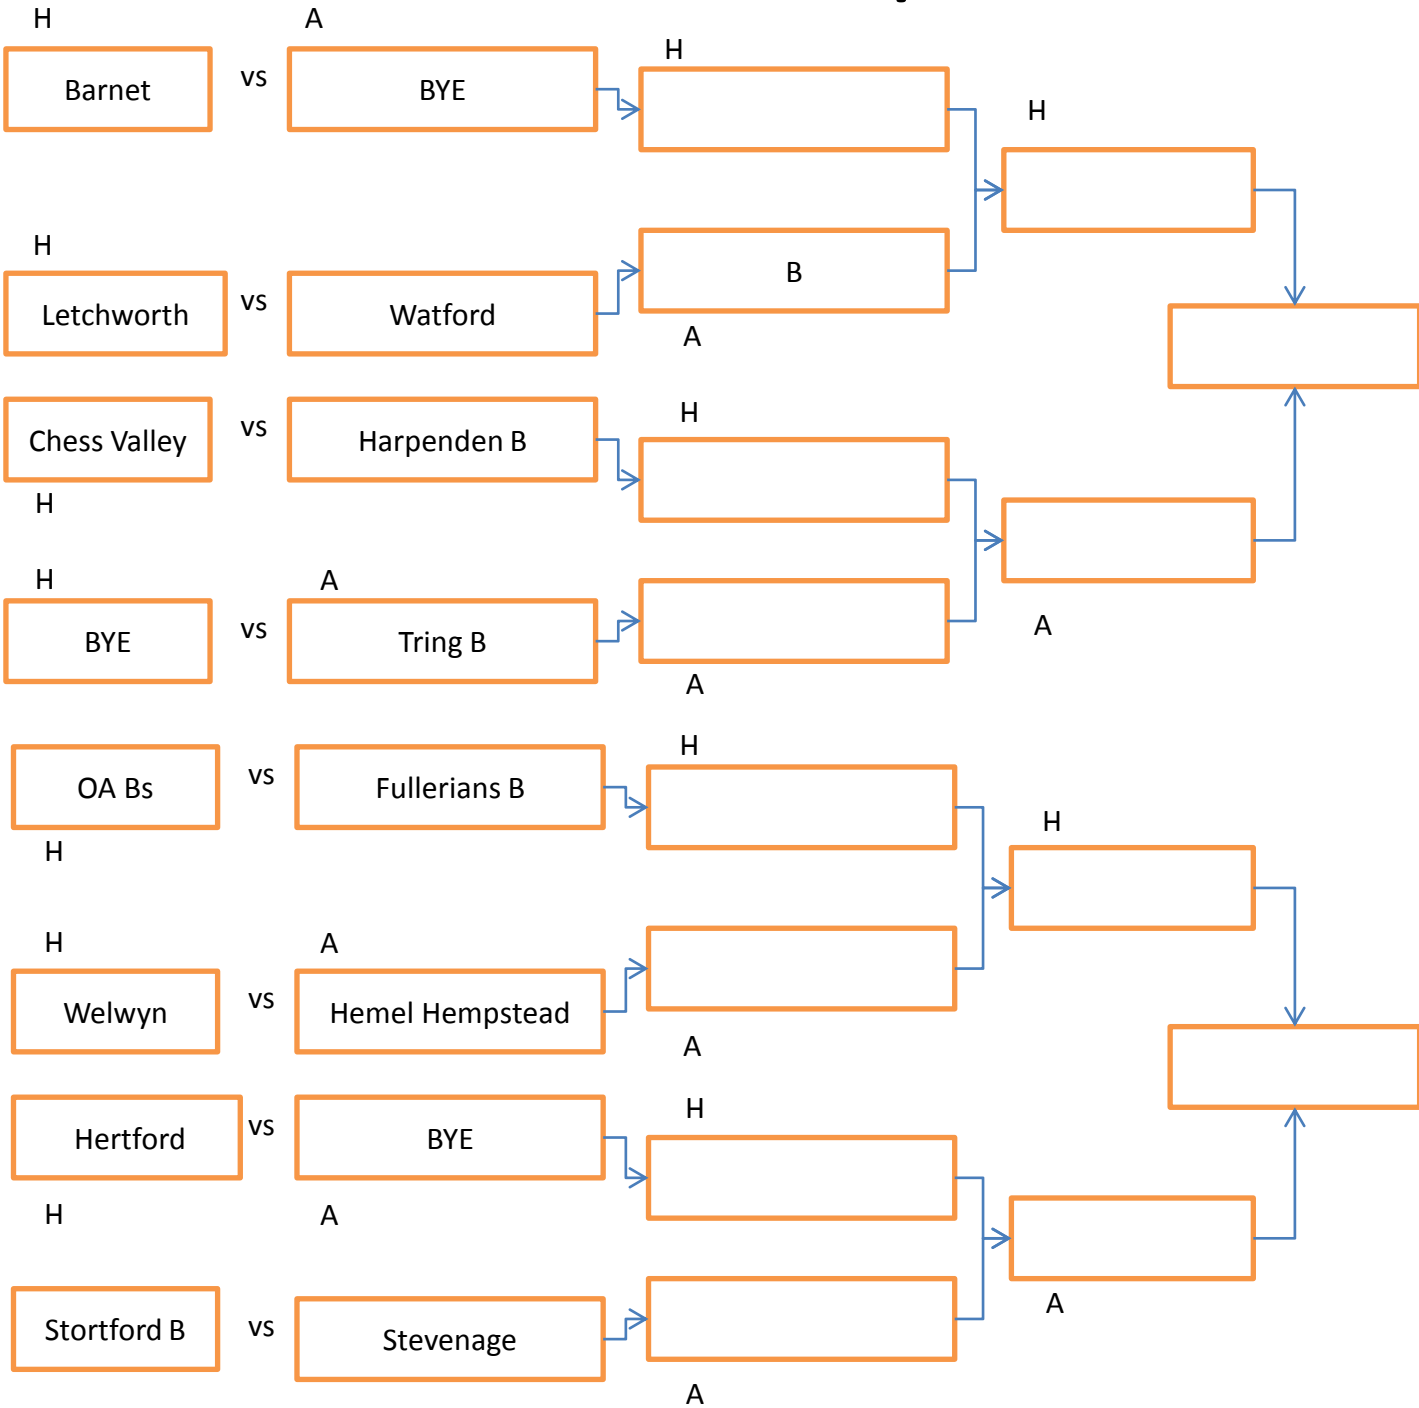 H A
Barnet vs BYE
H
H
H
Letchworth vs Watford
B
A
Chess Valley vs Harpenden B
H
H
H A
BYE vs Tring B
A
A
OA Bs vs Fullerians B
H
H
H
H A
Welwyn vs Hemel Hempstead
A
Hertford vs BYE
H
H A
Stortford B vs Stevenage
A
A